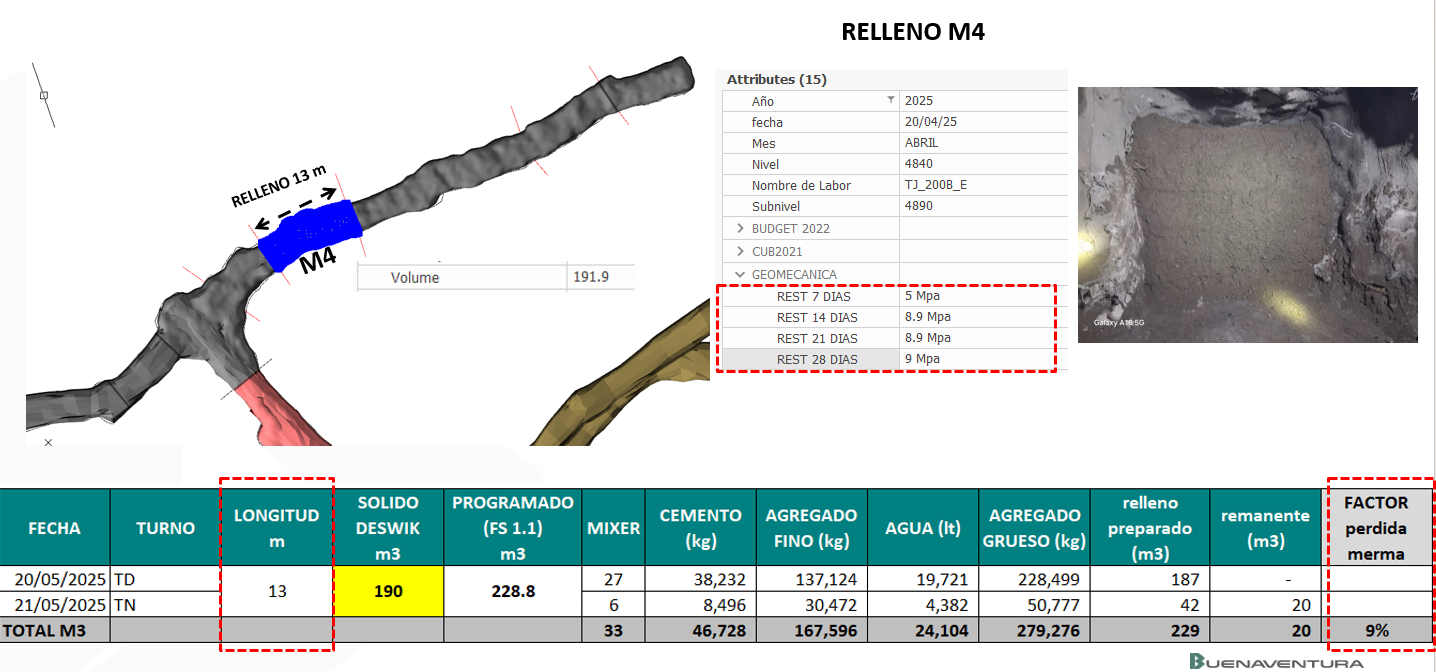 RELLENO M4
RELLENO 13 m
M4
Volume 191.9
Attributes (15)
Año 2025
fecha 20/04/25
Mes ABRIL
Nivel 4840
Nombre de Labor TJ_200B_E
Subnivel 4890
BUDGET 2022
CUB2021
GEOMECANICA
REST 7 DIAS 5 Mpa
REST 14 DIAS 8.9 Mpa
REST 21 DIAS 8.9 Mpa
REST 28 DIAS 9 Mpa
Galaxy A16 5G
FECHA TURNO LONGITUD m SOLIDO DESWIK m3 PROGRAMADO (FS 1.1) m3 MIXER CEMENTO (kg) AGREGADO FINO (kg) AGUA (lt) AGREGADO GRUESO (kg) relleno preparado (m3) remanente (m3) FACTOR perdida merma
20/05/2025 TD 13 190 228.8 27 38,232 137,124 19,721 228,499 187 -
21/05/2025 TN 6 8,496 30,472 4,382 50,777 42 20
TOTAL M3 33 46,728 167,596 24,104 279,276 229 20 9%
BUENAVENTURA